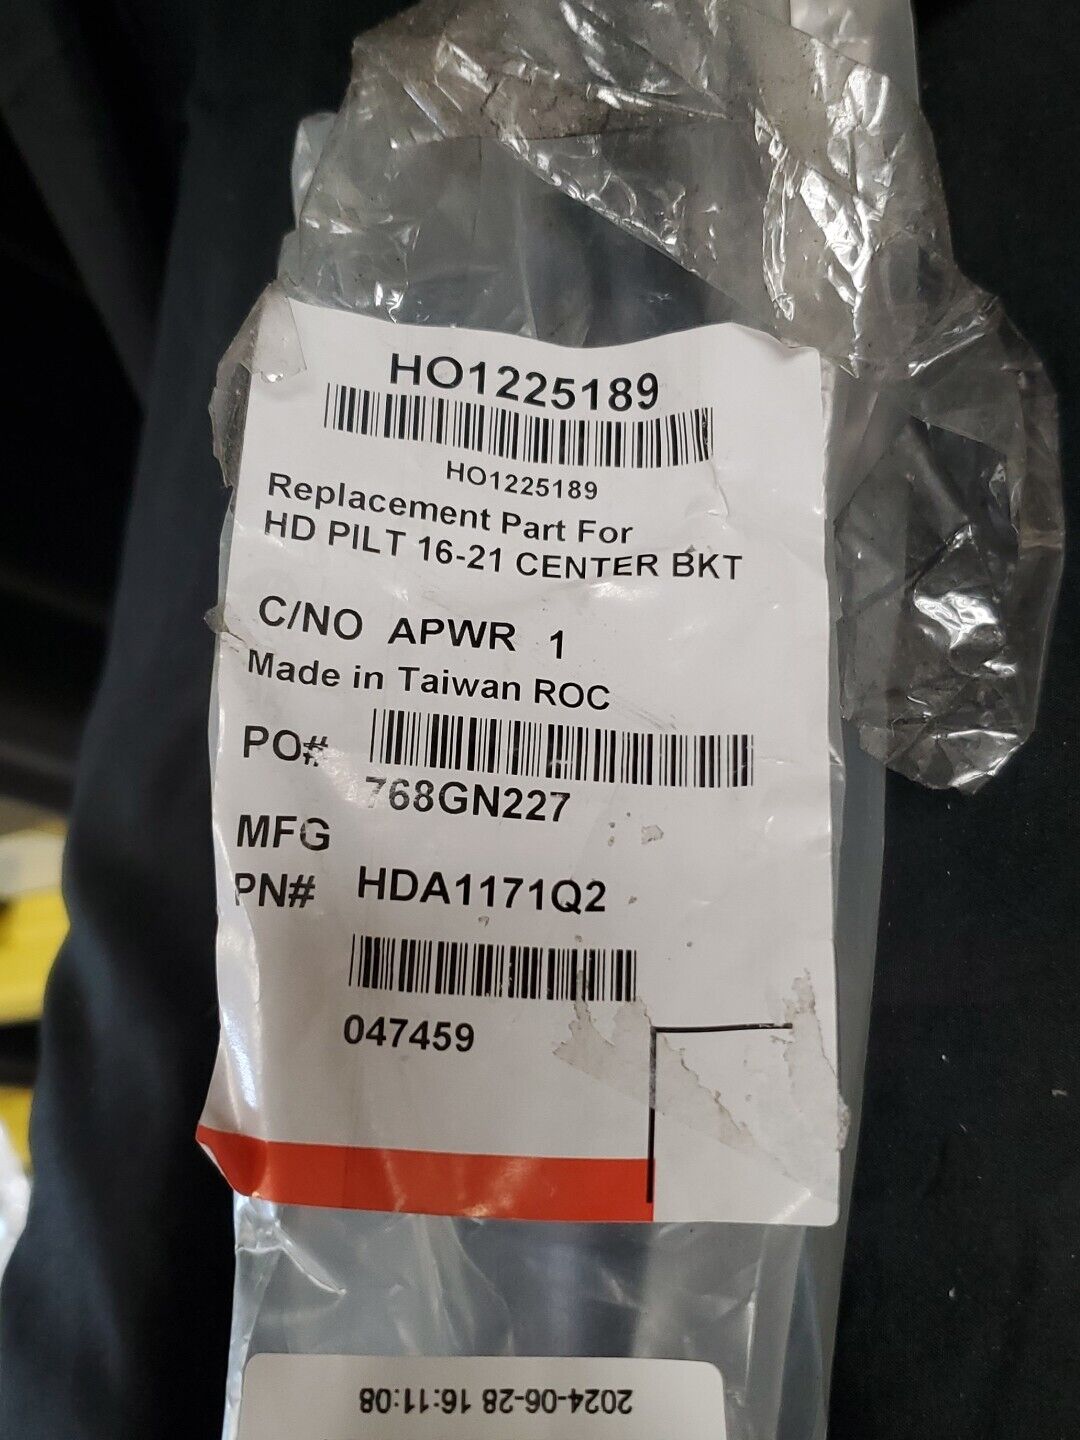 HO1225189
HO1225189
Replacement Part For
HD PILT 16-21 CENTER BKT
C/NO APWR 1
Made in Taiwan ROC
PO#
768GN227
MFG
PN# HDA1171Q2
047459
2024-06-28 16:11:08